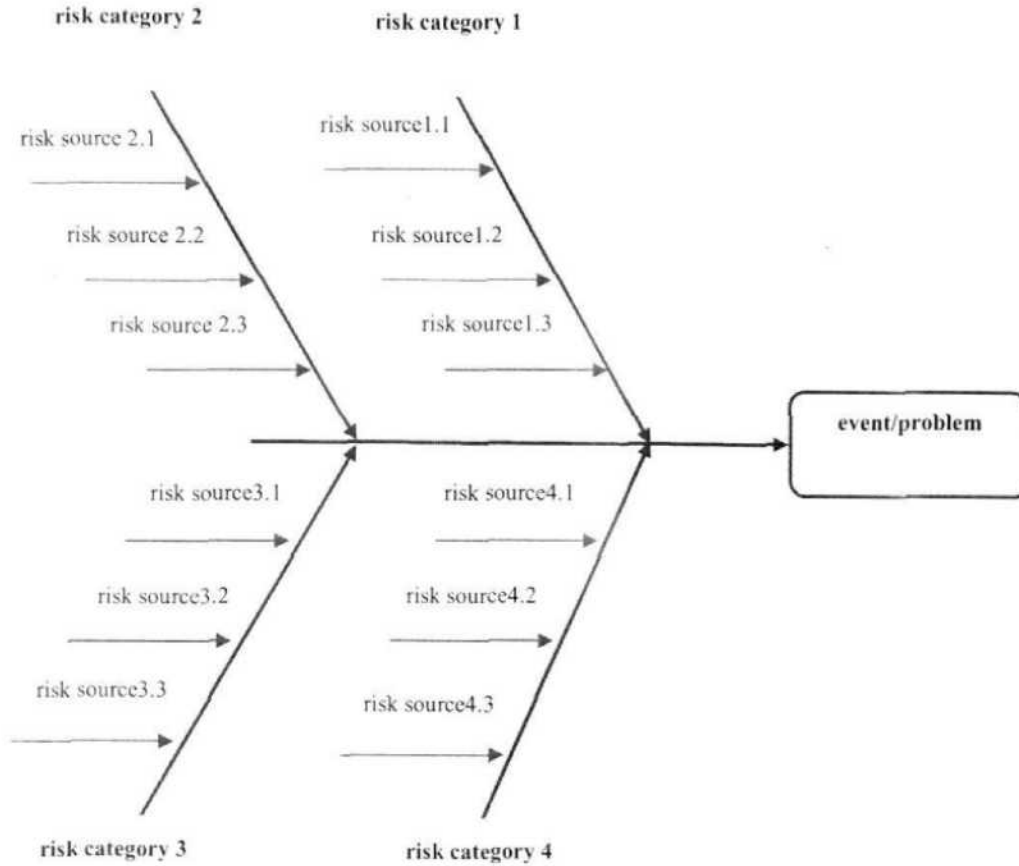 risk category 2
risk category 1
risk source 2.1
risk source1.1
risk source 2.2
risk source1.2
risk source 2.3
risk source1.3
event/problem
risk source3.1
risk source4.1
risk source3.2
risk source4.2
risk source3.3
risk source4.3
risk category 3
risk category 4